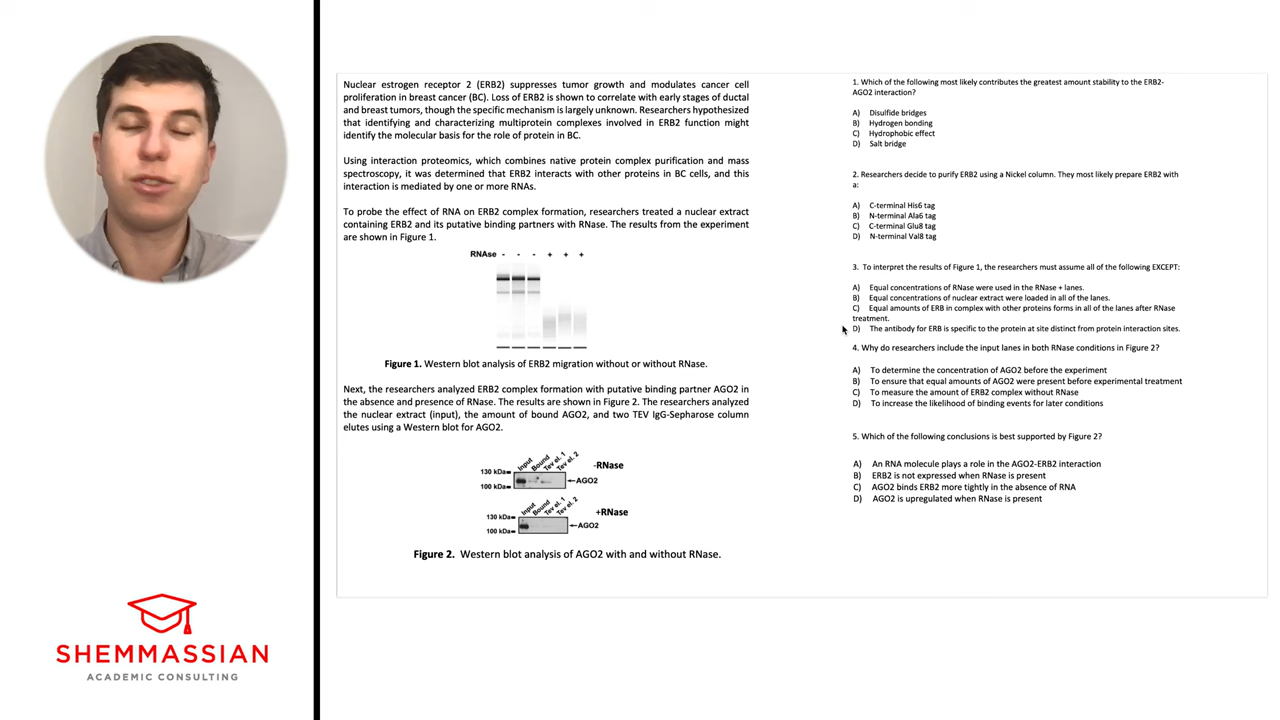 Nuclear estrogen receptor 2 (ERB2) suppresses tumor growth and modulates cancer cell
proliferation in breast cancer (BC). Loss of ERB2 is shown to correlate with early stages of ductal
and breast tumors, though the specific mechanism is largely unknown. Researchers hypothesized
that identifying and characterizing multiprotein complexes involved in ERB2 function might
identify the molecular basis for the role of protein in BC.
Using interaction proteomics, which combines native protein complex purification and mass
spectroscopy, it was determined that ERB2 interacts with other proteins in BC cells, and this
interaction is mediated by one or more RNAs.
To probe the effect of RNA on ERB2 complex formation, researchers treated a nuclear extract
containing ERB2 and its putative binding partners with RNase. The results from the experiment
are shown in Figure 1.
RNAse - - - + + +
Figure 1. Western blot analysis of ERB2 migration without or without RNase.
Next, the researchers analyzed ERB2 complex formation with putative binding partner AGO2 in
the absence and presence of RNase. The results are shown in Figure 2. The researchers analyzed
the nuclear extract (input), the amount of bound AGO2, and two TEV IgG-Sepharose column
elutes using a Western blot for AGO2.
Input Bound Tev el. 1 Tev el. 2
-RNase
130 kDa
100 kDa
AGO2
Input Bound Tev el. 1 Tev el. 2
+RNase
130 kDa
100 kDa
AGO2
Figure 2. Western blot analysis of AGO2 with and without RNase.
1. Which of the following most likely contributes the greatest amount stability to the ERB2-
AGO2 interaction?
A) Disulfide bridges
B) Hydrogen bonding
C) Hydrophobic effect
D) Salt bridge
2. Researchers decide to purify ERB2 using a Nickel column. They most likely prepare ERB2 with
a:
A) C-terminal His6 tag
B) N-terminal Ala6 tag
C) C-terminal Glu8 tag
D) N-terminal Val8 tag
3. To interpret the results of Figure 1, the researchers must assume all of the following EXCEPT:
A) Equal concentrations of RNase were used in the RNase + lanes.
B) Equal concentrations of nuclear extract were loaded in all of the lanes.
C) Equal amounts of ERB in complex with other proteins forms in all of the lanes after RNase
treatment.
D) The antibody for ERB is specific to the protein at site distinct from protein interaction sites.
4. Why do researchers include the input lanes in both RNase conditions in Figure 2?
A) To determine the concentration of AGO2 before the experiment
B) To ensure that equal amounts of AGO2 were present before experimental treatment
C) To measure the amount of ERB2 complex without RNase
D) To increase the likelihood of binding events for later conditions
5. Which of the following conclusions is best supported by Figure 2?
A) An RNA molecule plays a role in the AGO2-ERB2 interaction
B) ERB2 is not expressed when RNase is present
C) AGO2 binds ERB2 more tightly in the absence of RNA
D) AGO2 is upregulated when RNase is present
SHEMMASSIAN
ACADEMIC CONSULTING